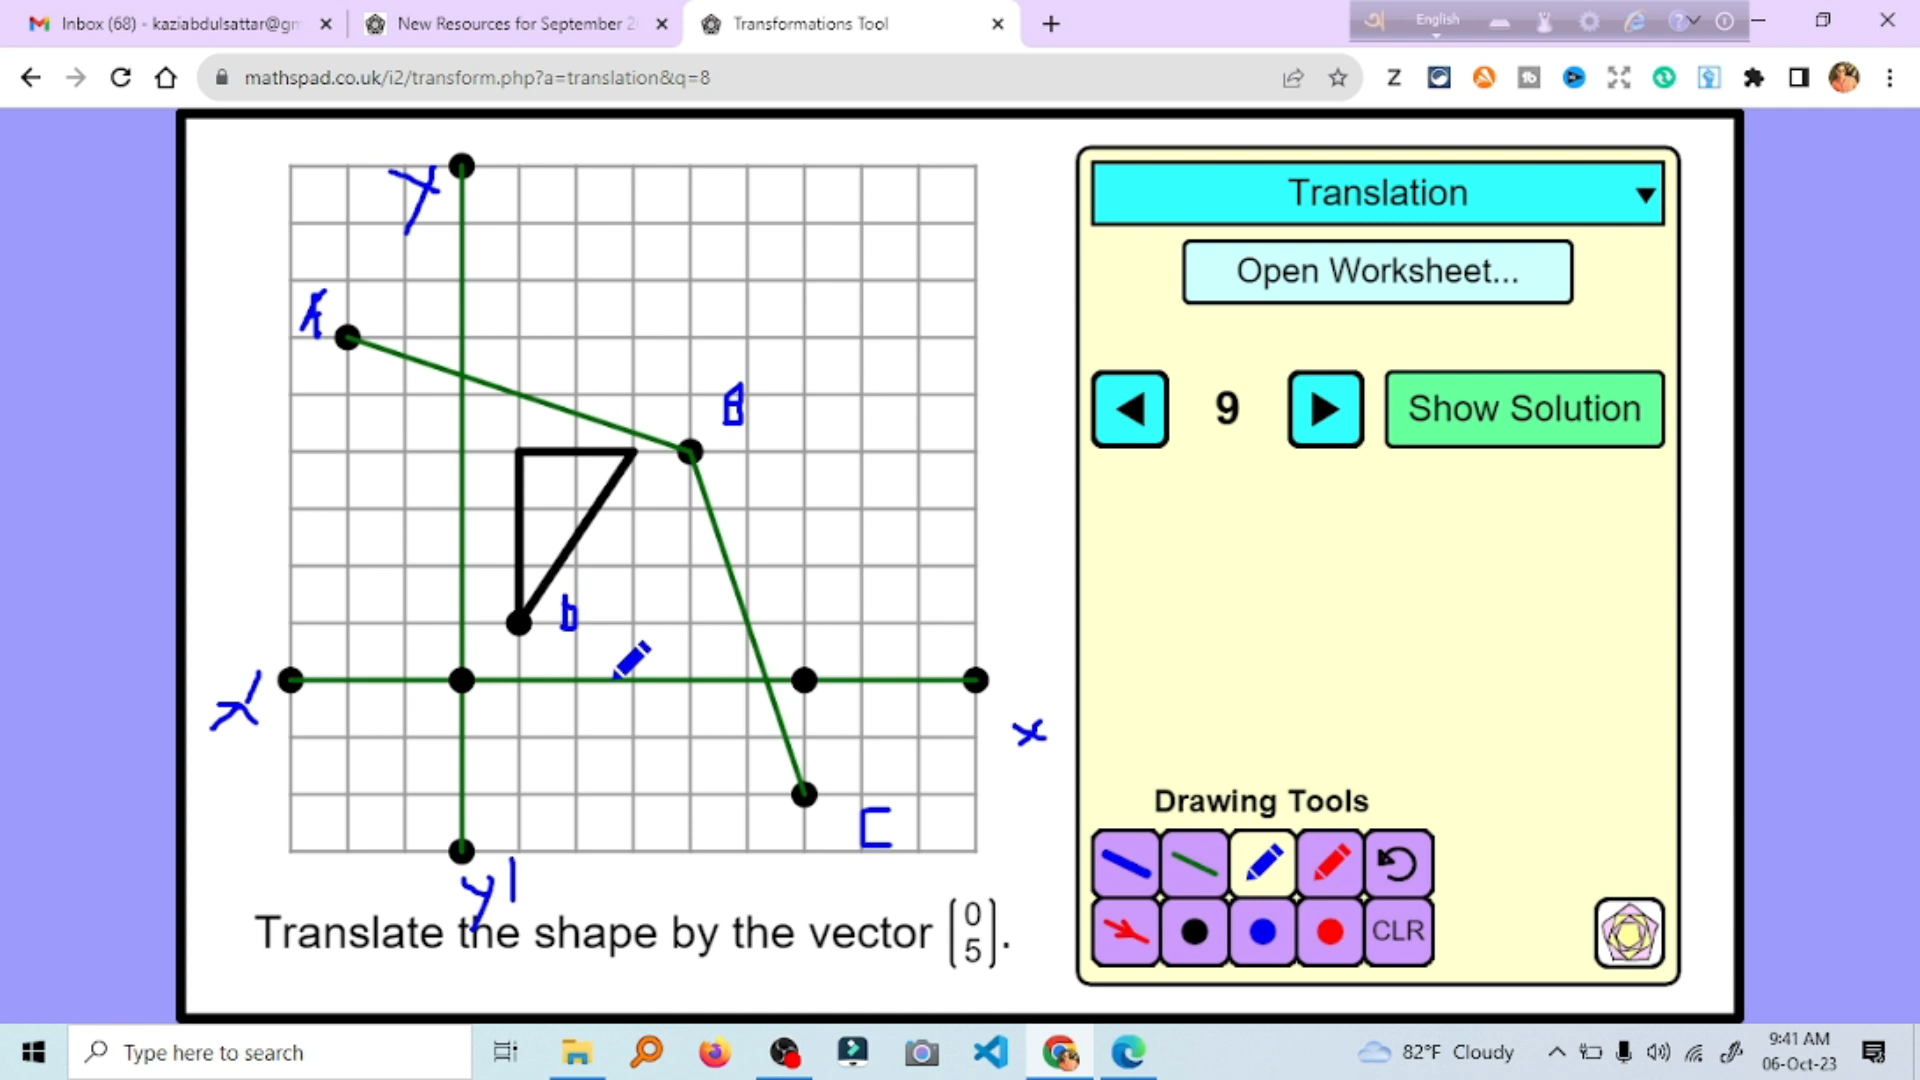 Inbox (68) - kaziabdulsattar@gm
New Resources for September 2
Transformations Tool
English
mathspad.co.uk/i2/transform.php?a=translation&q=8
Z
y
A
B
b
x'
x
C
y'
Translate the shape by the vector (0 5).
Translation
Open Worksheet...
9
Show Solution
Drawing Tools
CLR
Type here to search
82°F Cloudy
9:41 AM
06-Oct-23